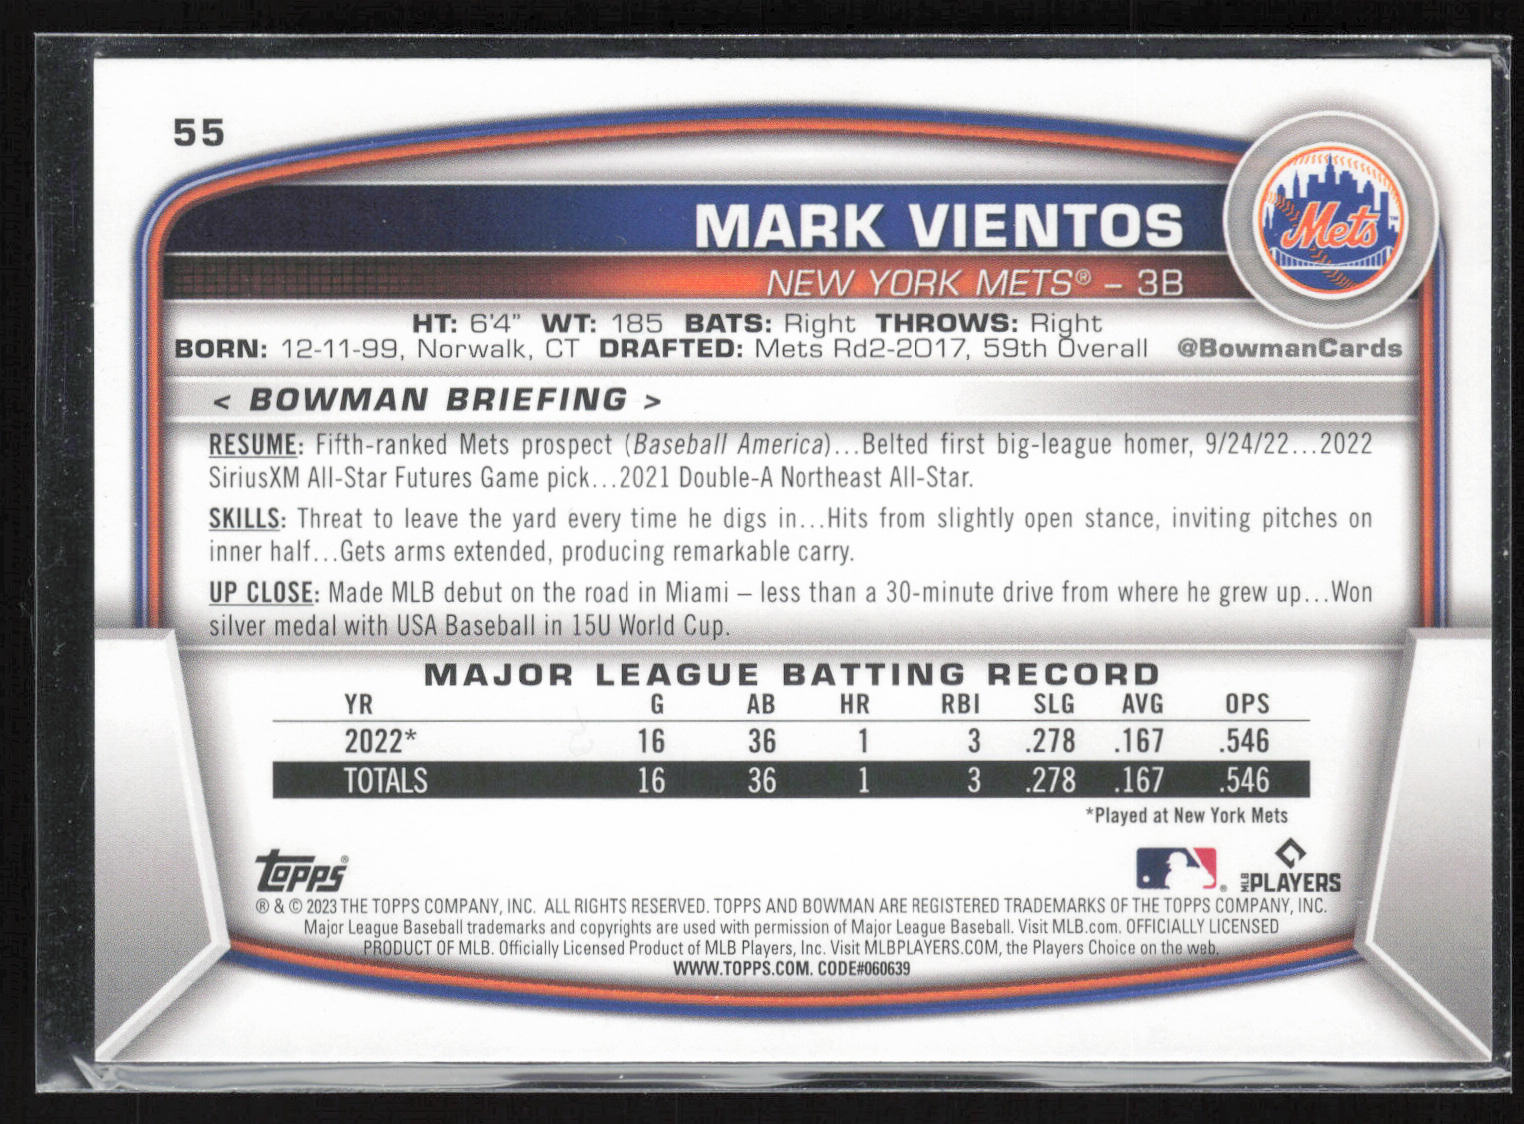 55
MARK VIENTOS
Mets
NEW YORK METS® – 3B
HT: 6'4" WT: 185 BATS: Right THROWS: Right
BORN: 12-11-99, Norwalk, CT DRAFTED: Mets Rd2-2017, 59th Overall @BowmanCards
< BOWMAN BRIEFING >
RESUME: Fifth-ranked Mets prospect (Baseball America)...Belted first big-league homer, 9/24/22...2022
SiriusXM All-Star Futures Game pick...2021 Double-A Northeast All-Star.
SKILLS: Threat to leave the yard every time he digs in...Hits from slightly open stance, inviting pitches on
inner half...Gets arms extended, producing remarkable carry.
UP CLOSE: Made MLB debut on the road in Miami – less than a 30-minute drive from where he grew up...Won
silver medal with USA Baseball in 15U World Cup.
MAJOR LEAGUE BATTING RECORD
YR G AB HR RBI SLG AVG OPS
2022* 16 36 1 3 .278 .167 .546
TOTALS 16 36 1 3 .278 .167 .546
*Played at New York Mets
Topps® MLB PLAYERS
® & © 2023 THE TOPPS COMPANY, INC. ALL RIGHTS RESERVED. TOPPS AND BOWMAN ARE REGISTERED TRADEMARKS OF THE TOPPS COMPANY, INC.
Major League Baseball trademarks and copyrights are used with permission of Major League Baseball. Visit MLB.com. OFFICIALLY LICENSED
PRODUCT OF MLB. Officially Licensed Product of MLB Players, Inc. Visit MLBPLAYERS.COM, the Players Choice on the web.
WWW.TOPPS.COM. CODE#060639